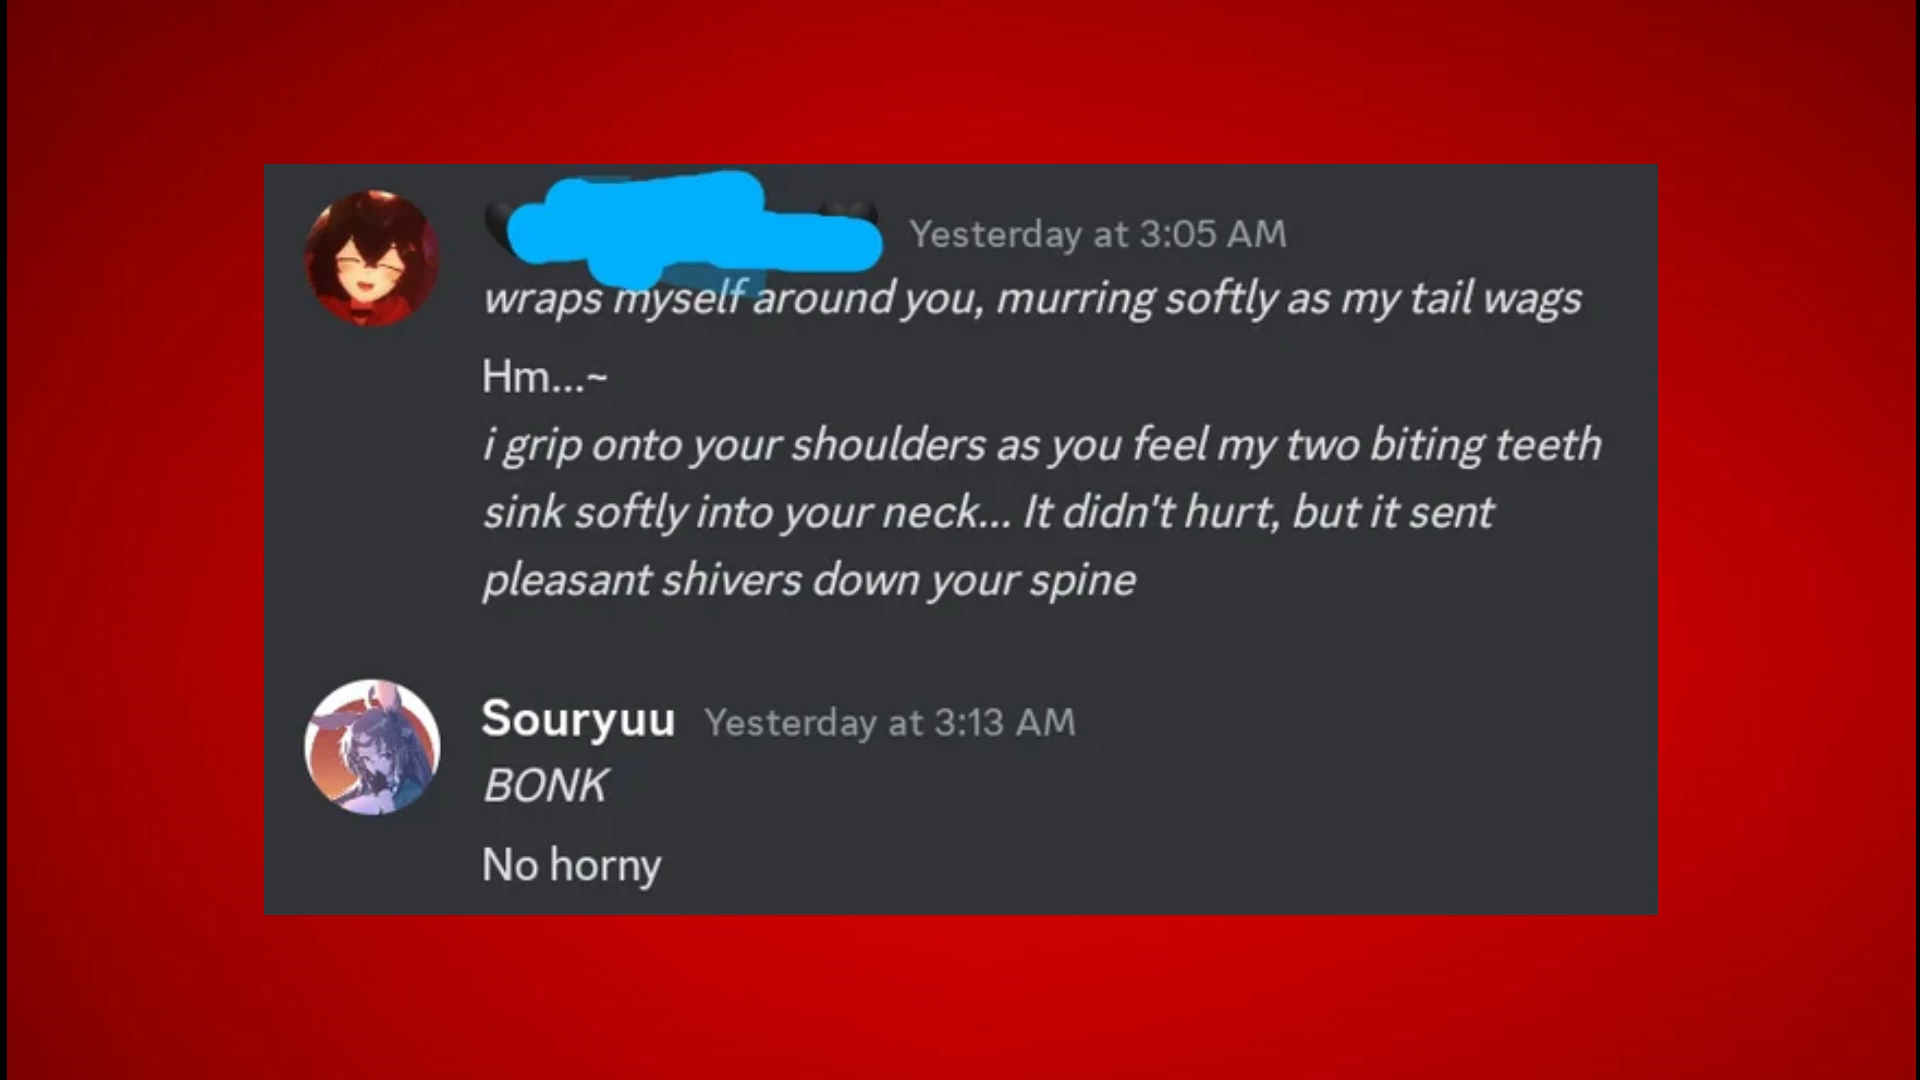 Yesterday at 3:05 AM
wraps myself around you, murring softly as my tail wags
Hm...~
i grip onto your shoulders as you feel my two biting teeth
sink softly into your neck... It didn't hurt, but it sent
pleasant shivers down your spine
Souryuu Yesterday at 3:13 AM
BONK
No horny